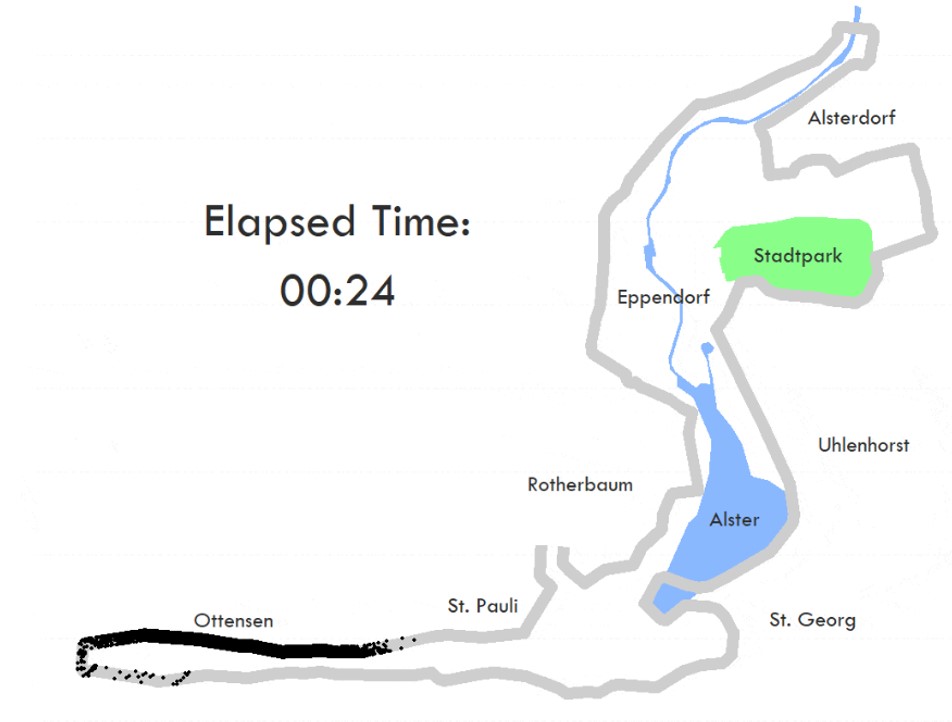 Alsterdorf
Elapsed Time:
00:24
Stadtpark
Eppendorf
Uhlenhorst
Rotherbaum
Alster
St. Pauli
Ottensen
St. Georg